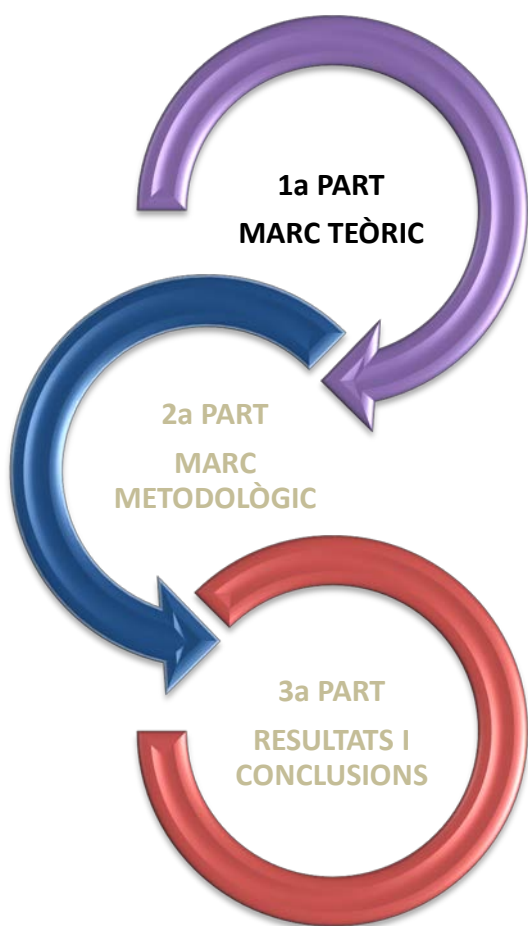 1a PART
MARC TEÒRIC
2a PART
MARC
METODOLÒGIC
3a PART
RESULTATS I
CONCLUSIONS